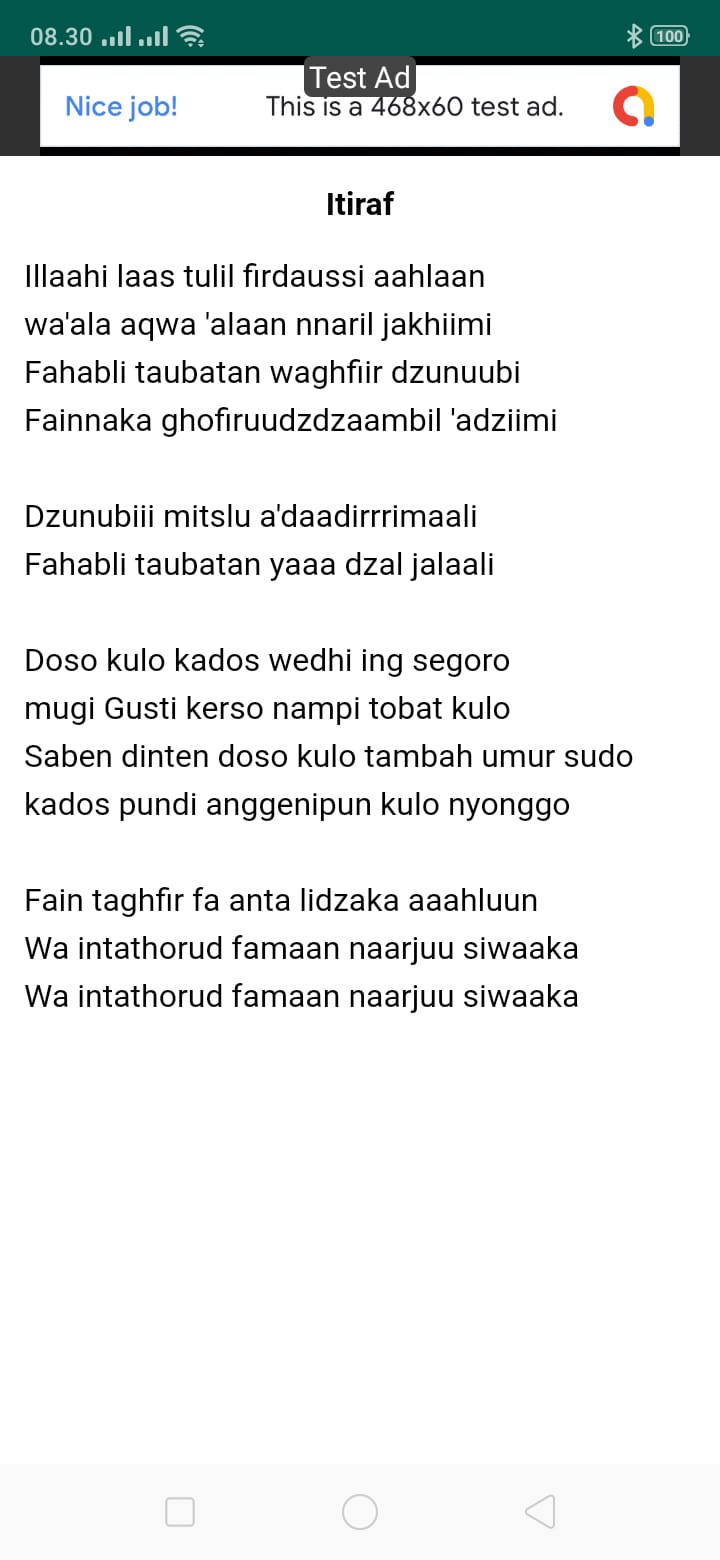 08.30
100
Test Ad
Nice job!
This is a 468x60 test ad.
Itiraf
Illaahi laas tulil firdaussi aahlaan
wa'ala aqwa 'alaan nnaril jakhiimi
Fahabli taubatan waghfiir dzunuubi
Fainnaka ghofiruudzdzaambil 'adziimi
Dzunubiii mitslu a'daadirrrimaali
Fahabli taubatan yaaa dzal jalaali
Doso kulo kados wedhi ing segoro
mugi Gusti kerso nampi tobat kulo
Saben dinten doso kulo tambah umur sudo
kados pundi anggenipun kulo nyonggo
Fain taghfir fa anta lidzaka aaahluun
Wa intathorud famaan naarjuu siwaaka
Wa intathorud famaan naarjuu siwaaka